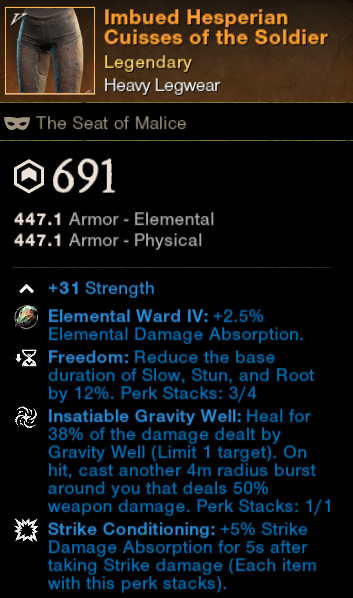 Imbued Hesperian
Cuisses of the Soldier
Legendary
Heavy Legwear
The Seat of Malice
691
447.1 Armor - Elemental
447.1 Armor - Physical
+31 Strength
Elemental Ward IV: +2.5%
Elemental Damage Absorption.
Freedom: Reduce the base
duration of Slow, Stun, and Root
by 12%. Perk Stacks: 3/4
Insatiable Gravity Well: Heal for
38% of the damage dealt by
Gravity Well (Limit 1 target). On
hit, cast another 4m radius burst
around you that deals 50%
weapon damage. Perk Stacks: 1/1
Strike Conditioning: +5% Strike
Damage Absorption for 5s after
taking Strike damage (Each item
with this perk stacks).